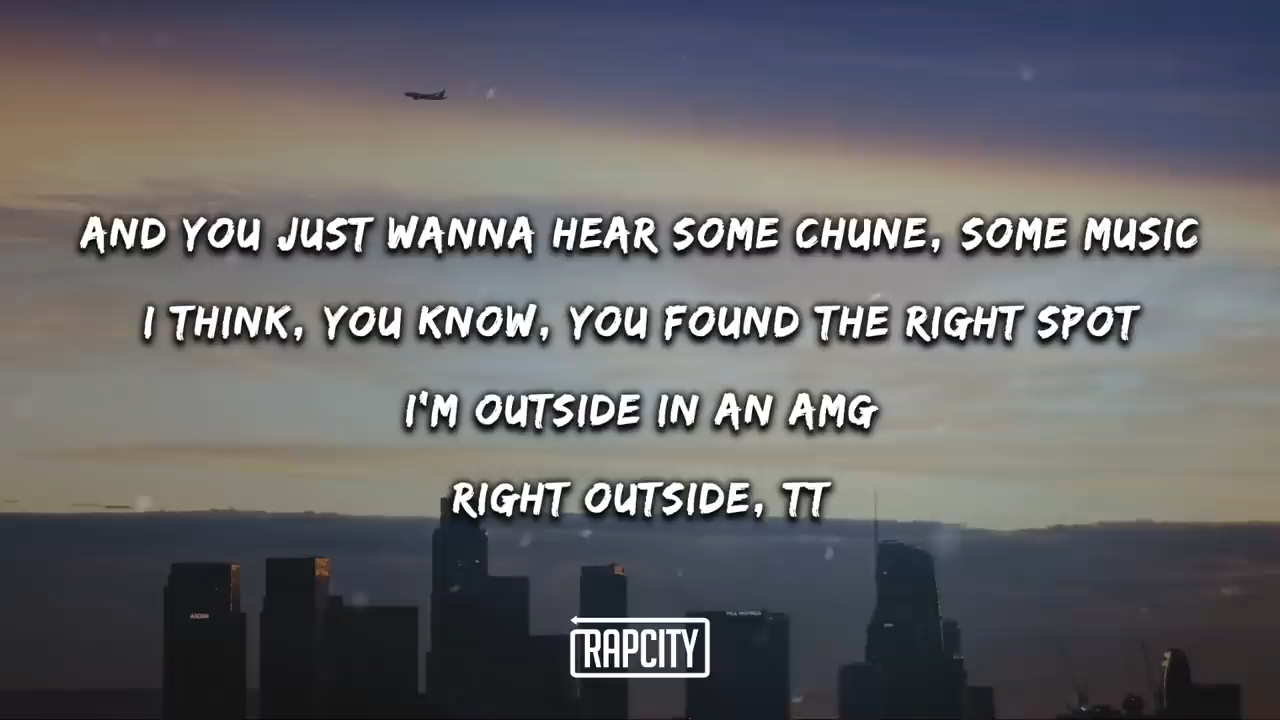 AND YOU JUST WANNA HEAR SOME CHUNE, SOME MUSIC
I THINK, YOU KNOW, YOU FOUND THE RIGHT SPOT
I'M OUTSIDE IN AN AMG
RIGHT OUTSIDE, TT
RAPCITY